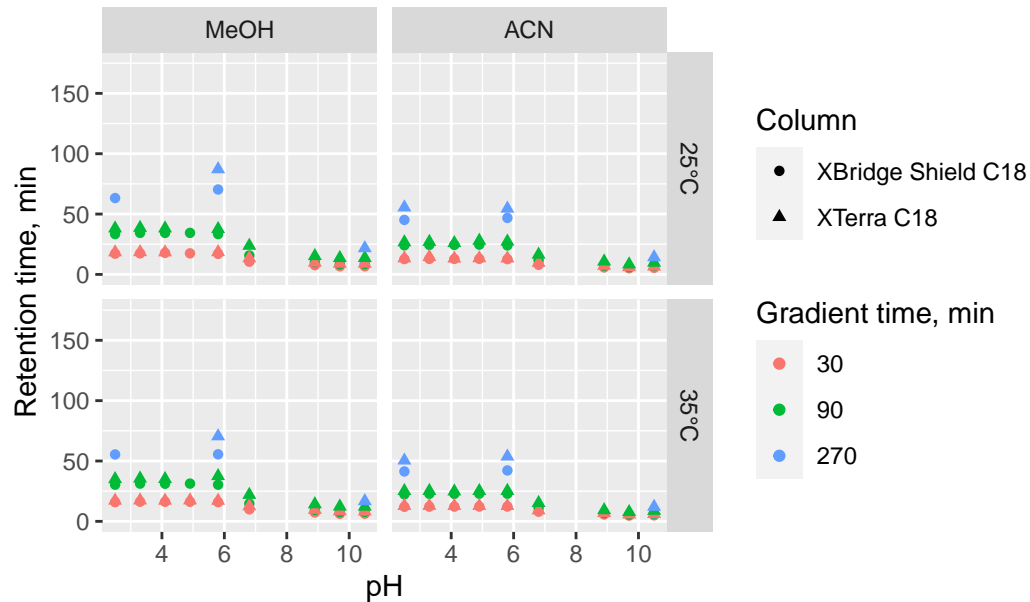 MeOH
ACN
Retention time, min
150
100
50
0
25°C
150
100
50
0
35°C
4 6 8 10
4 6 8 10
pH
Column
XBridge Shield C18
XTerra C18
Gradient time, min
30
90
270